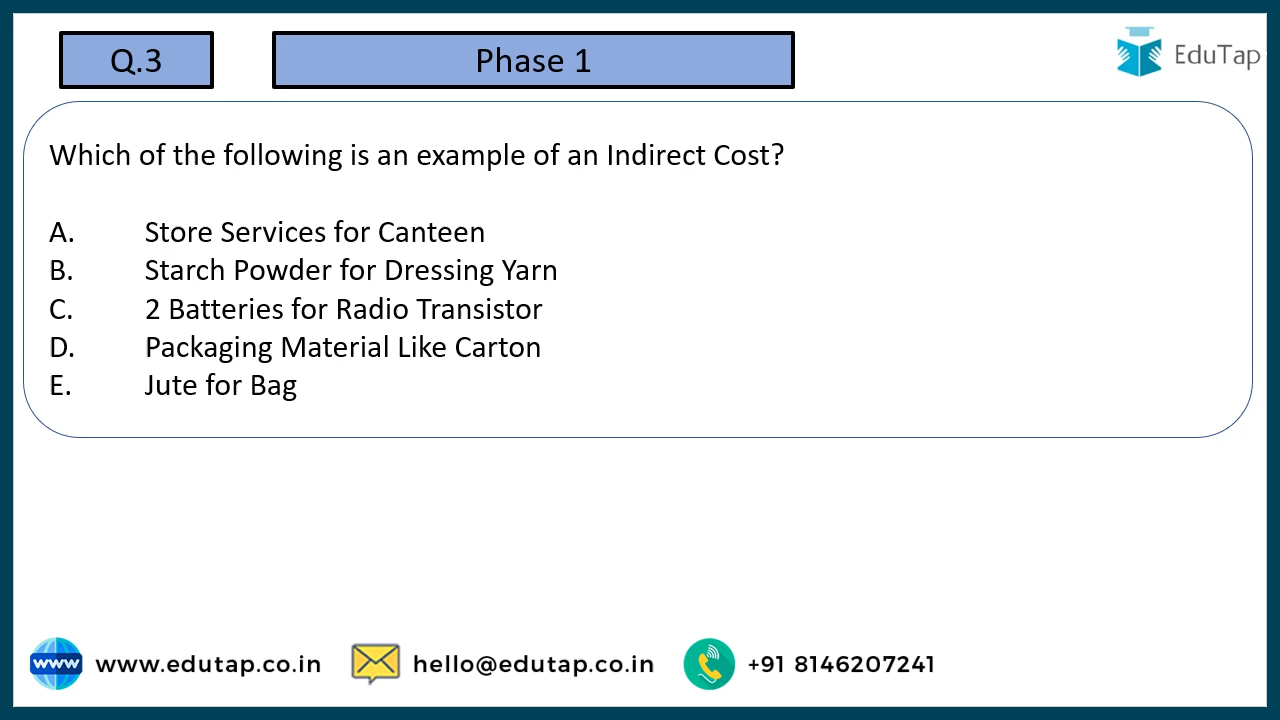 Q.3
Phase 1
EduTap
Which of the following is an example of an Indirect Cost?
A. Store Services for Canteen
B. Starch Powder for Dressing Yarn
C. 2 Batteries for Radio Transistor
D. Packaging Material Like Carton
E. Jute for Bag
www www.edutap.co.in hello@edutap.co.in +91 8146207241